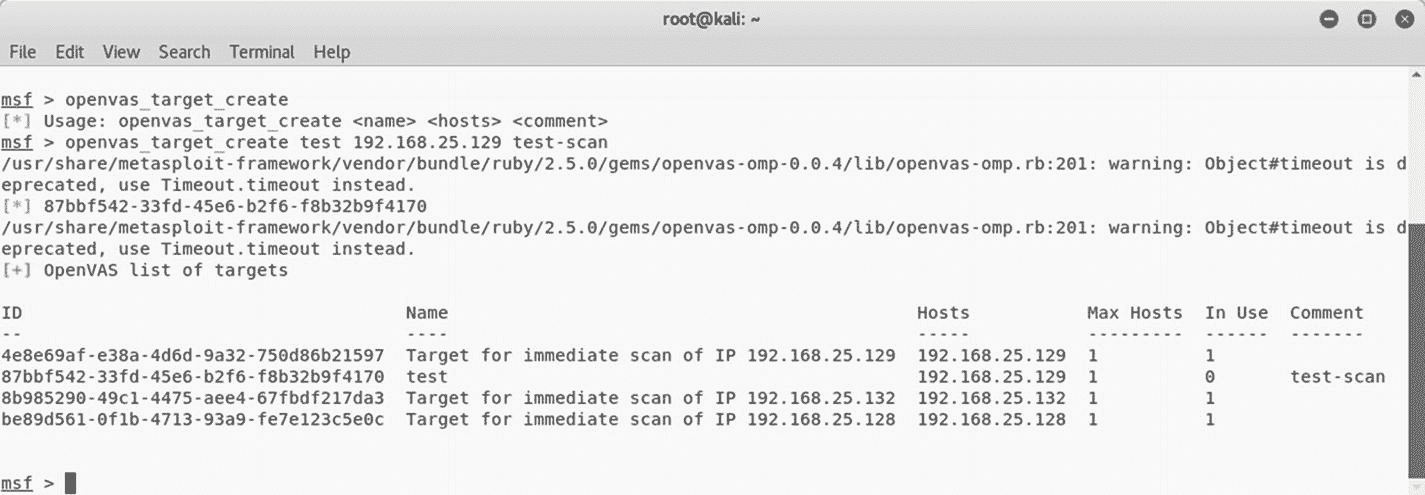 root@kali: ~
File Edit View Search Terminal Help
msf > openvas_target_create
[*] Usage: openvas_target_create <name> <hosts> <comment>
msf > openvas_target_create test 192.168.25.129 test-scan
/usr/share/metasploit-framework/vendor/bundle/ruby/2.5.0/gems/openvas-omp-0.0.4/lib/openvas-omp.rb:201: warning: Object#timeout is d
eprecated, use Timeout.timeout instead.
[*] 87bbf542-33fd-45e6-b2f6-f8b32b9f4170
/usr/share/metasploit-framework/vendor/bundle/ruby/2.5.0/gems/openvas-omp-0.0.4/lib/openvas-omp.rb:201: warning: Object#timeout is d
eprecated, use Timeout.timeout instead.
[+] OpenVAS list of targets
ID Name Hosts Max Hosts In Use Comment
-- ---- ----- --------- ------ -------
4e8e69af-e38a-4d6d-9a32-750d86b21597 Target for immediate scan of IP 192.168.25.129 192.168.25.129 1 1
87bbf542-33fd-45e6-b2f6-f8b32b9f4170 test 192.168.25.129 1 0 test-scan
8b985290-49c1-4475-aee4-67fbdf217da3 Target for immediate scan of IP 192.168.25.132 192.168.25.132 1 1
be89d561-0f1b-4713-93a9-fe7e123c5e0c Target for immediate scan of IP 192.168.25.128 192.168.25.128 1 1
msf >